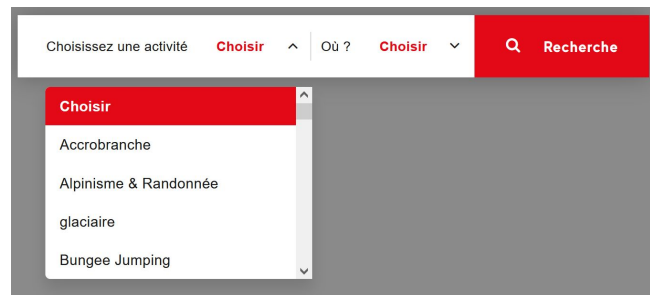 Choisissez une activité Choisir Où ? Choisir Recherche
Choisir
Accrobranche
Alpinisme & Randonnée
glaciaire
Bungee Jumping